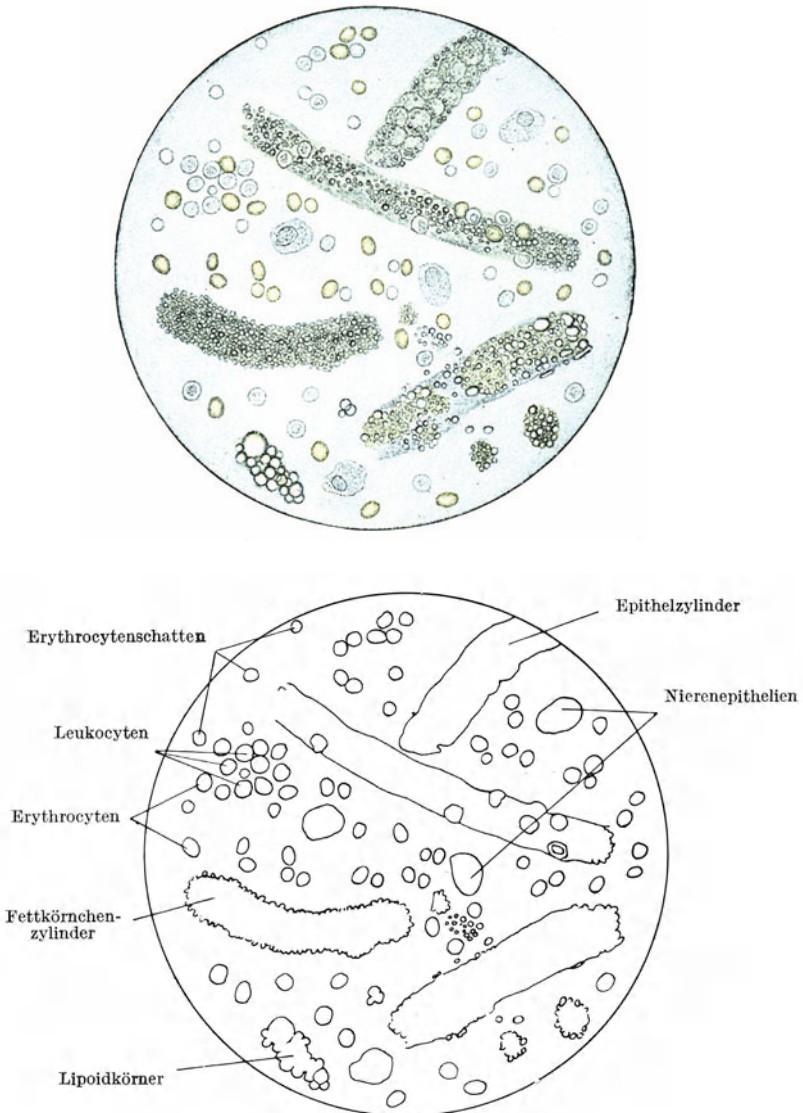 Epithelzylinder
Erythrocytenschatten
Nierenepithelien
Leukocyten
Erythrocyten
Fettkörnchen-
zylinder
Lipoidkörner